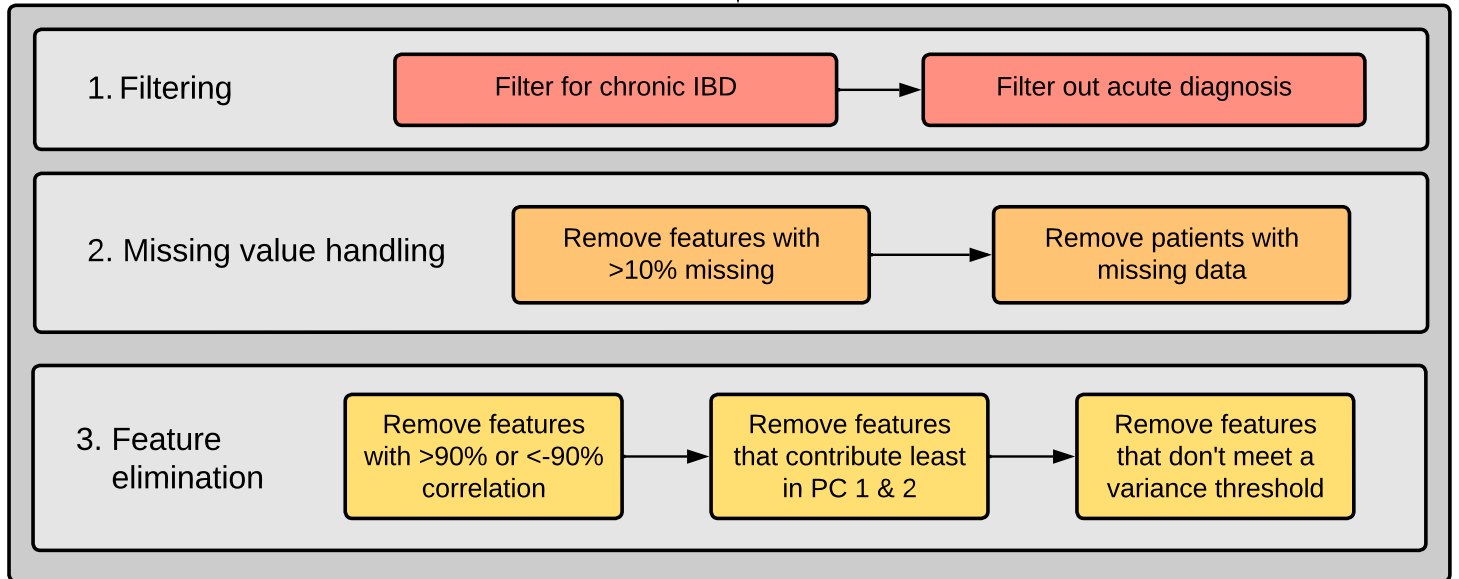 1. Filtering
Filter for chronic IBD
Filter out acute diagnosis
2. Missing value handling
Remove features with
>10% missing
Remove patients with
missing data
3. Feature
elimination
Remove features
with >90% or <-90%
correlation
Remove features
that contribute least
in PC 1 & 2
Remove features
that don't meet a
variance threshold